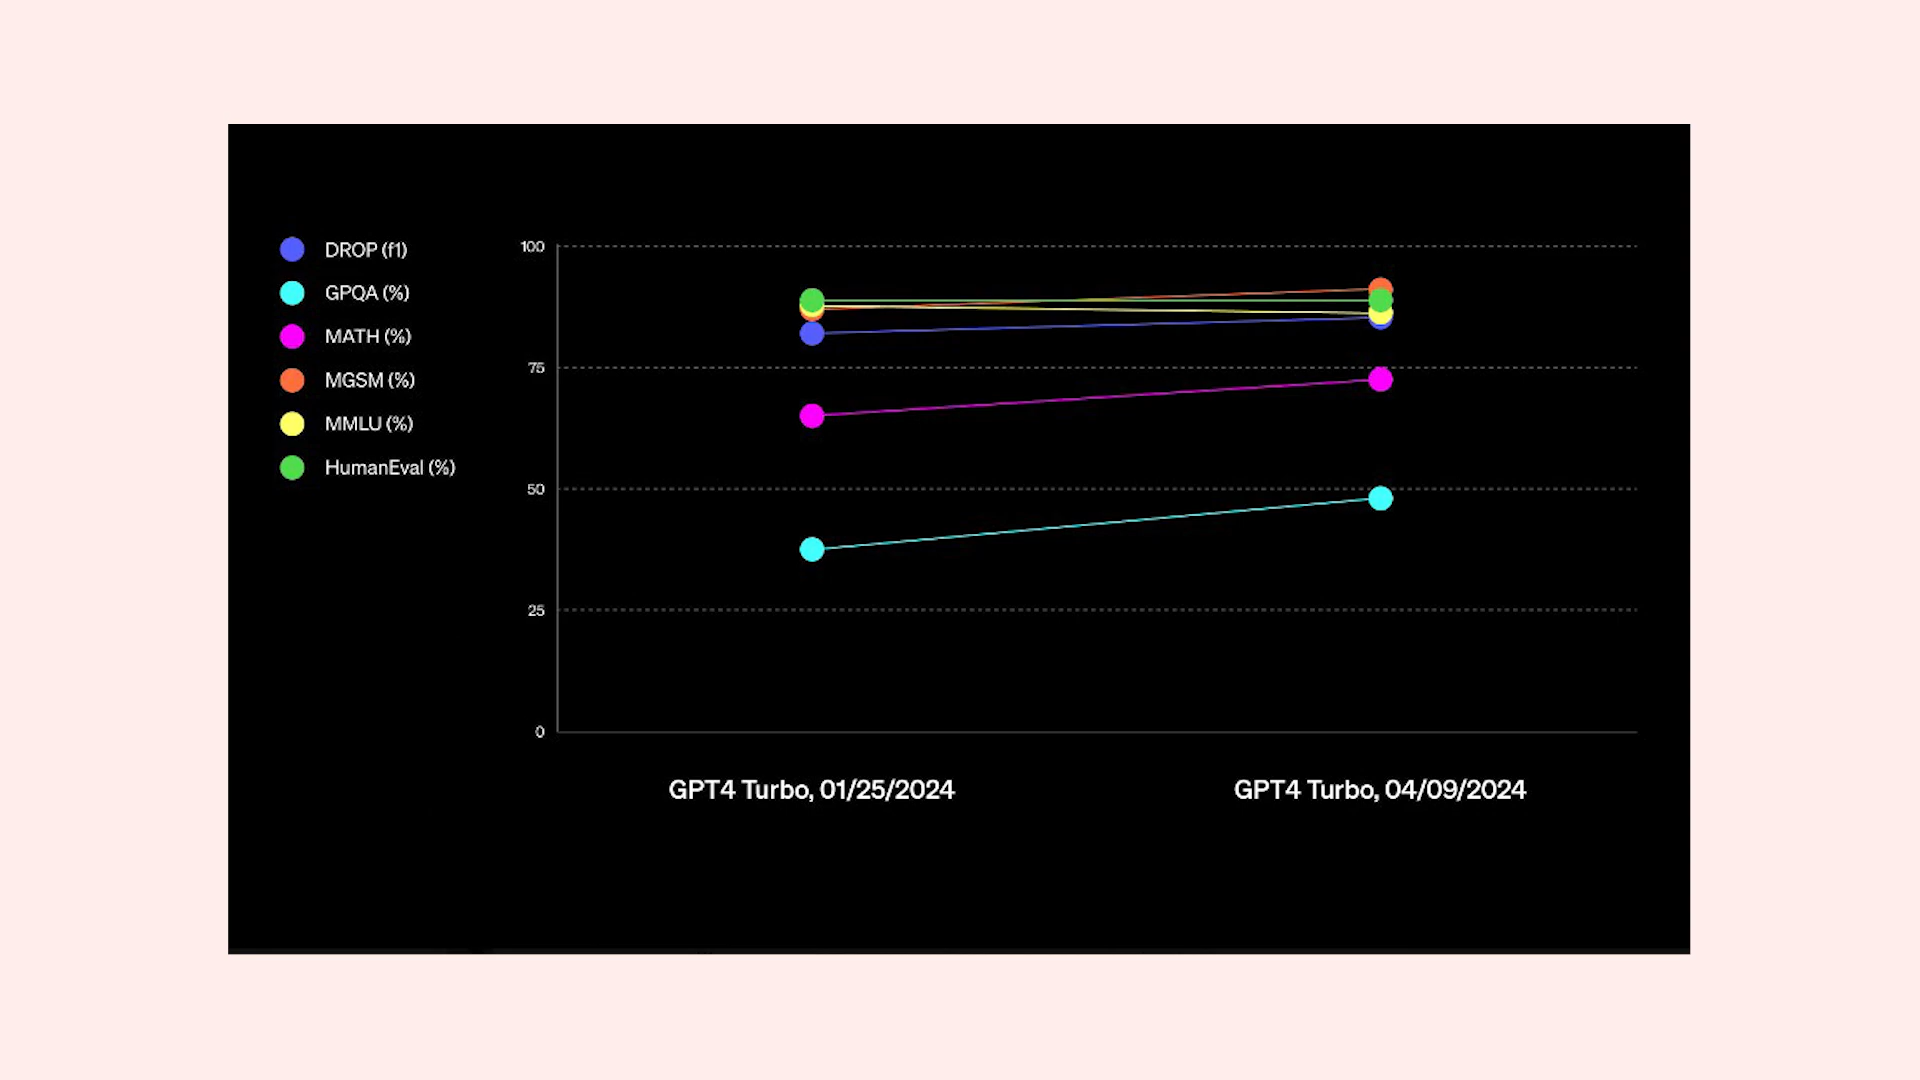 DROP (f1)
GPQA (%)
MATH (%)
MGSM (%)
MMLU (%)
HumanEval (%)
100
75
50
25
0
GPT4 Turbo, 01/25/2024
GPT4 Turbo, 04/09/2024